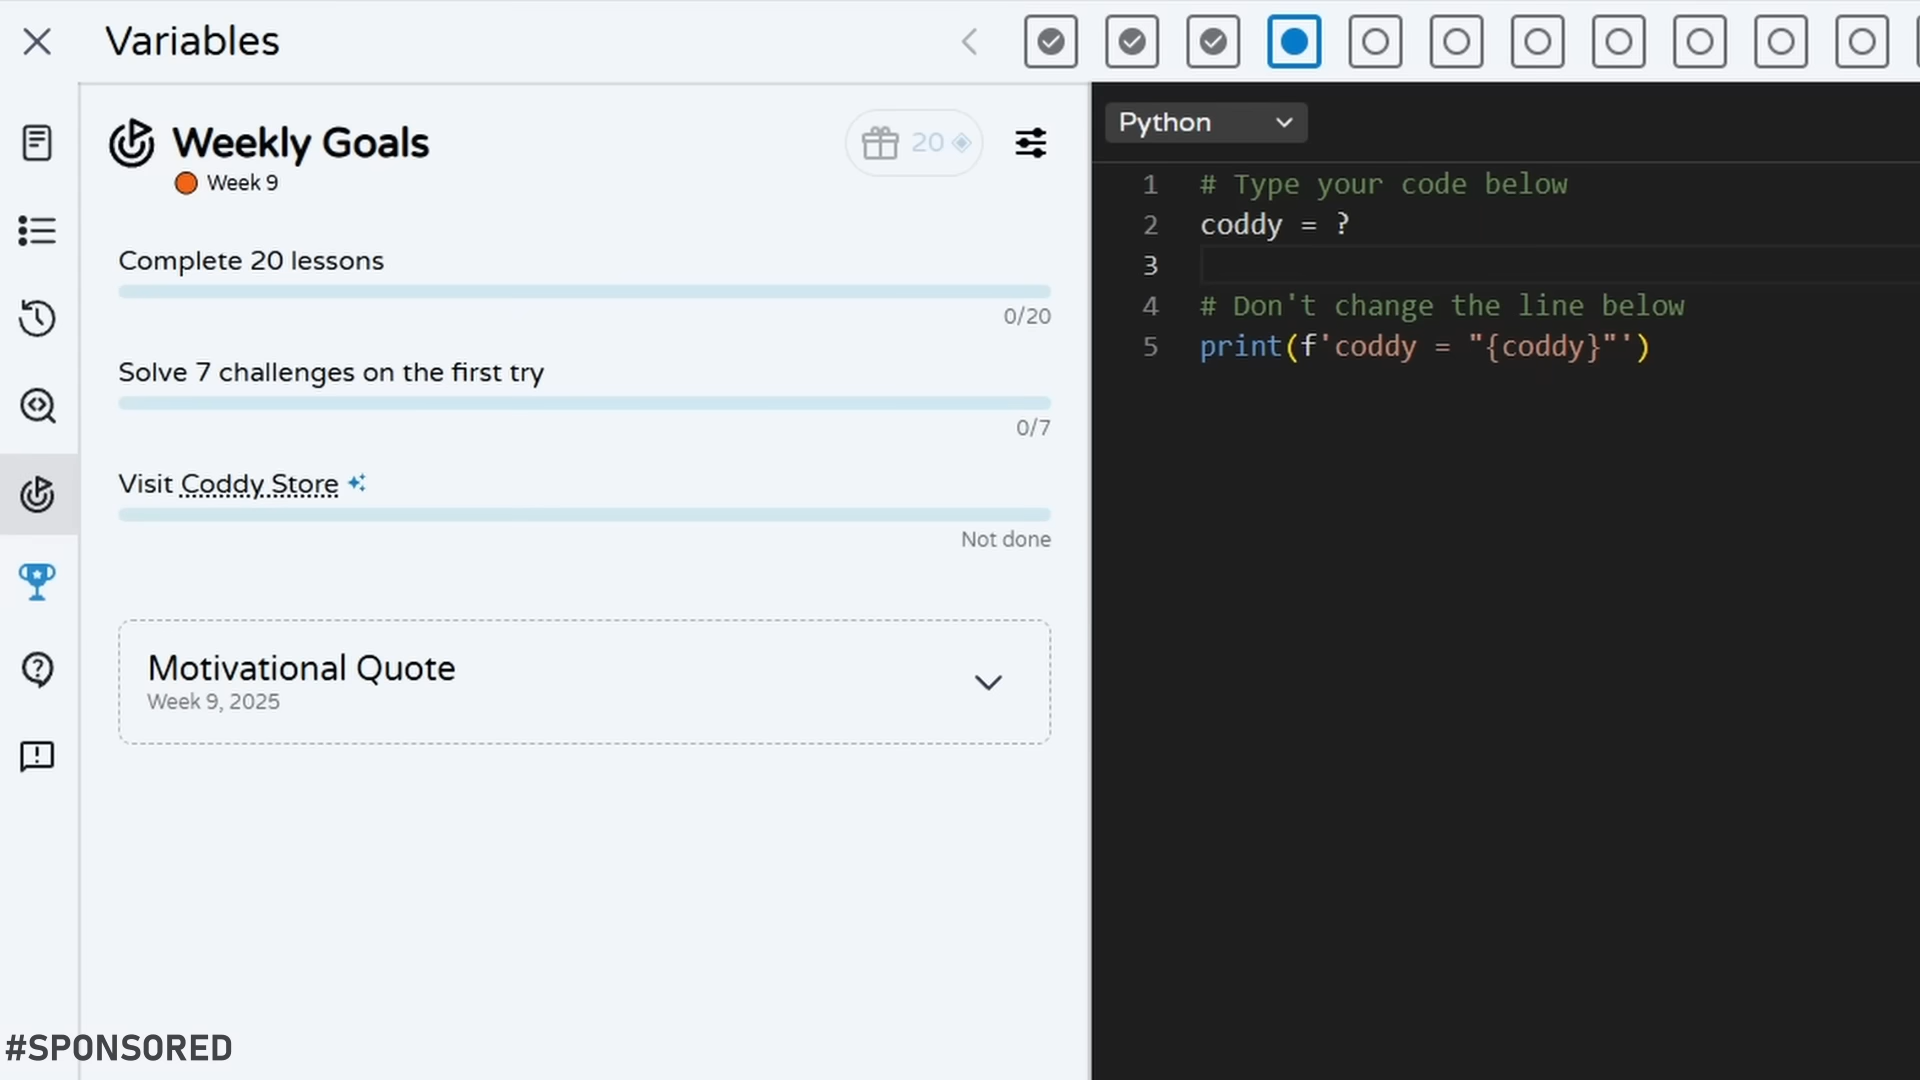 Variables
Weekly Goals
Week 9
20
Complete 20 lessons
0/20
Solve 7 challenges on the first try
0/7
Visit Coddy Store
Not done
Motivational Quote
Week 9, 2025
#SPONSORED
Python
1 # Type your code below
2 coddy = ?
3
4 # Don't change the line below
5 print(f'coddy = "{coddy}"')